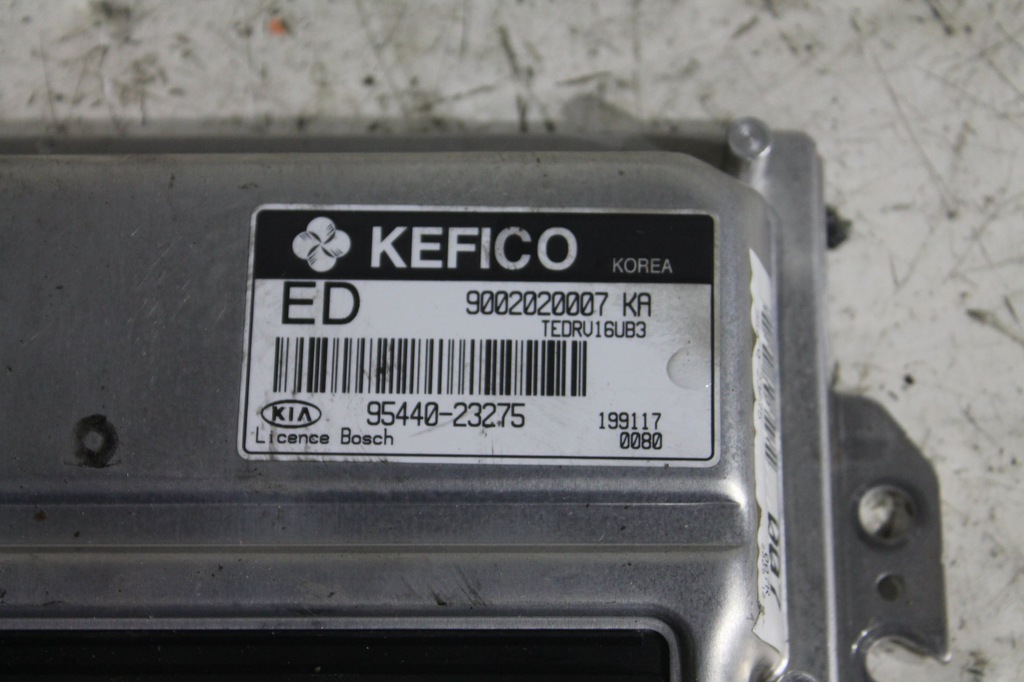 KEFICO KOREA
ED 9002020007 KA
TEDRV16UB3
KIA 95440-23275 199117
Licence Bosch 0080